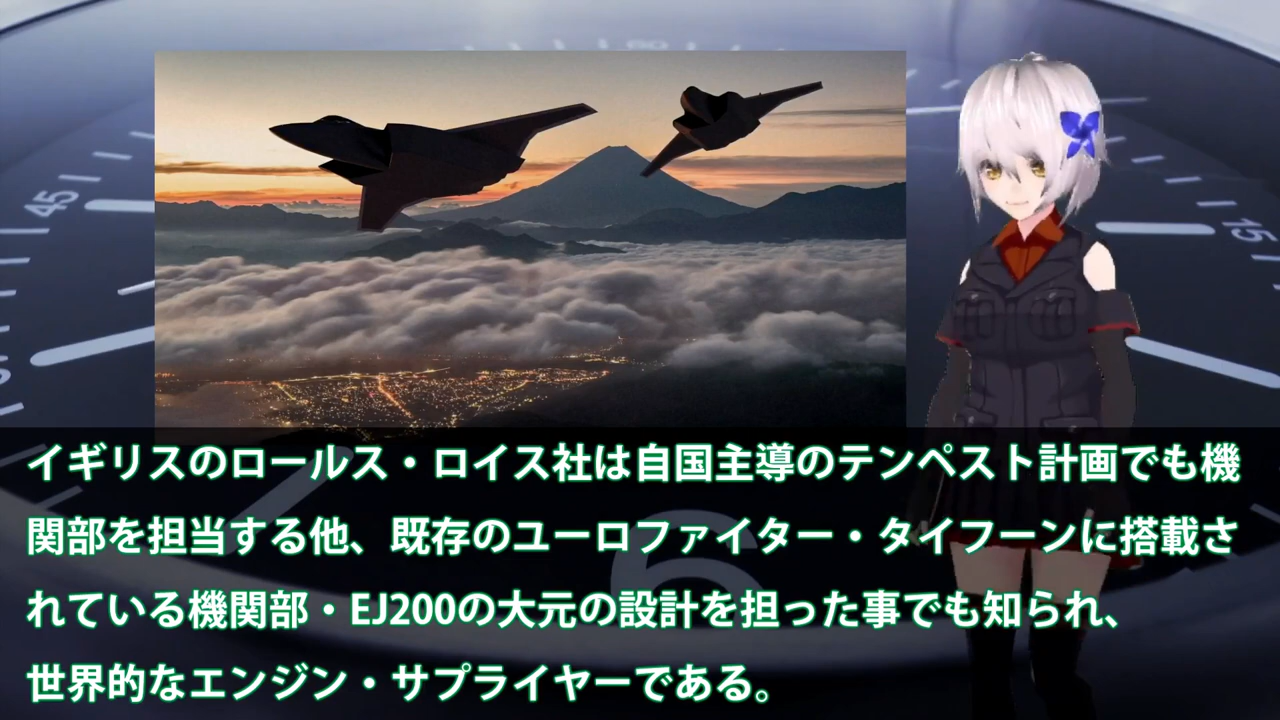 45
15
イギリスのロールス・ロイス社は自国主導のテンペスト計画でも機
関部を担当する他、既存のユーロファイター・タイフーンに搭載さ
れている機関部・EJ200の大元の設計を担った事でも知られ、
世界的なエンジン・サプライヤーである。
6